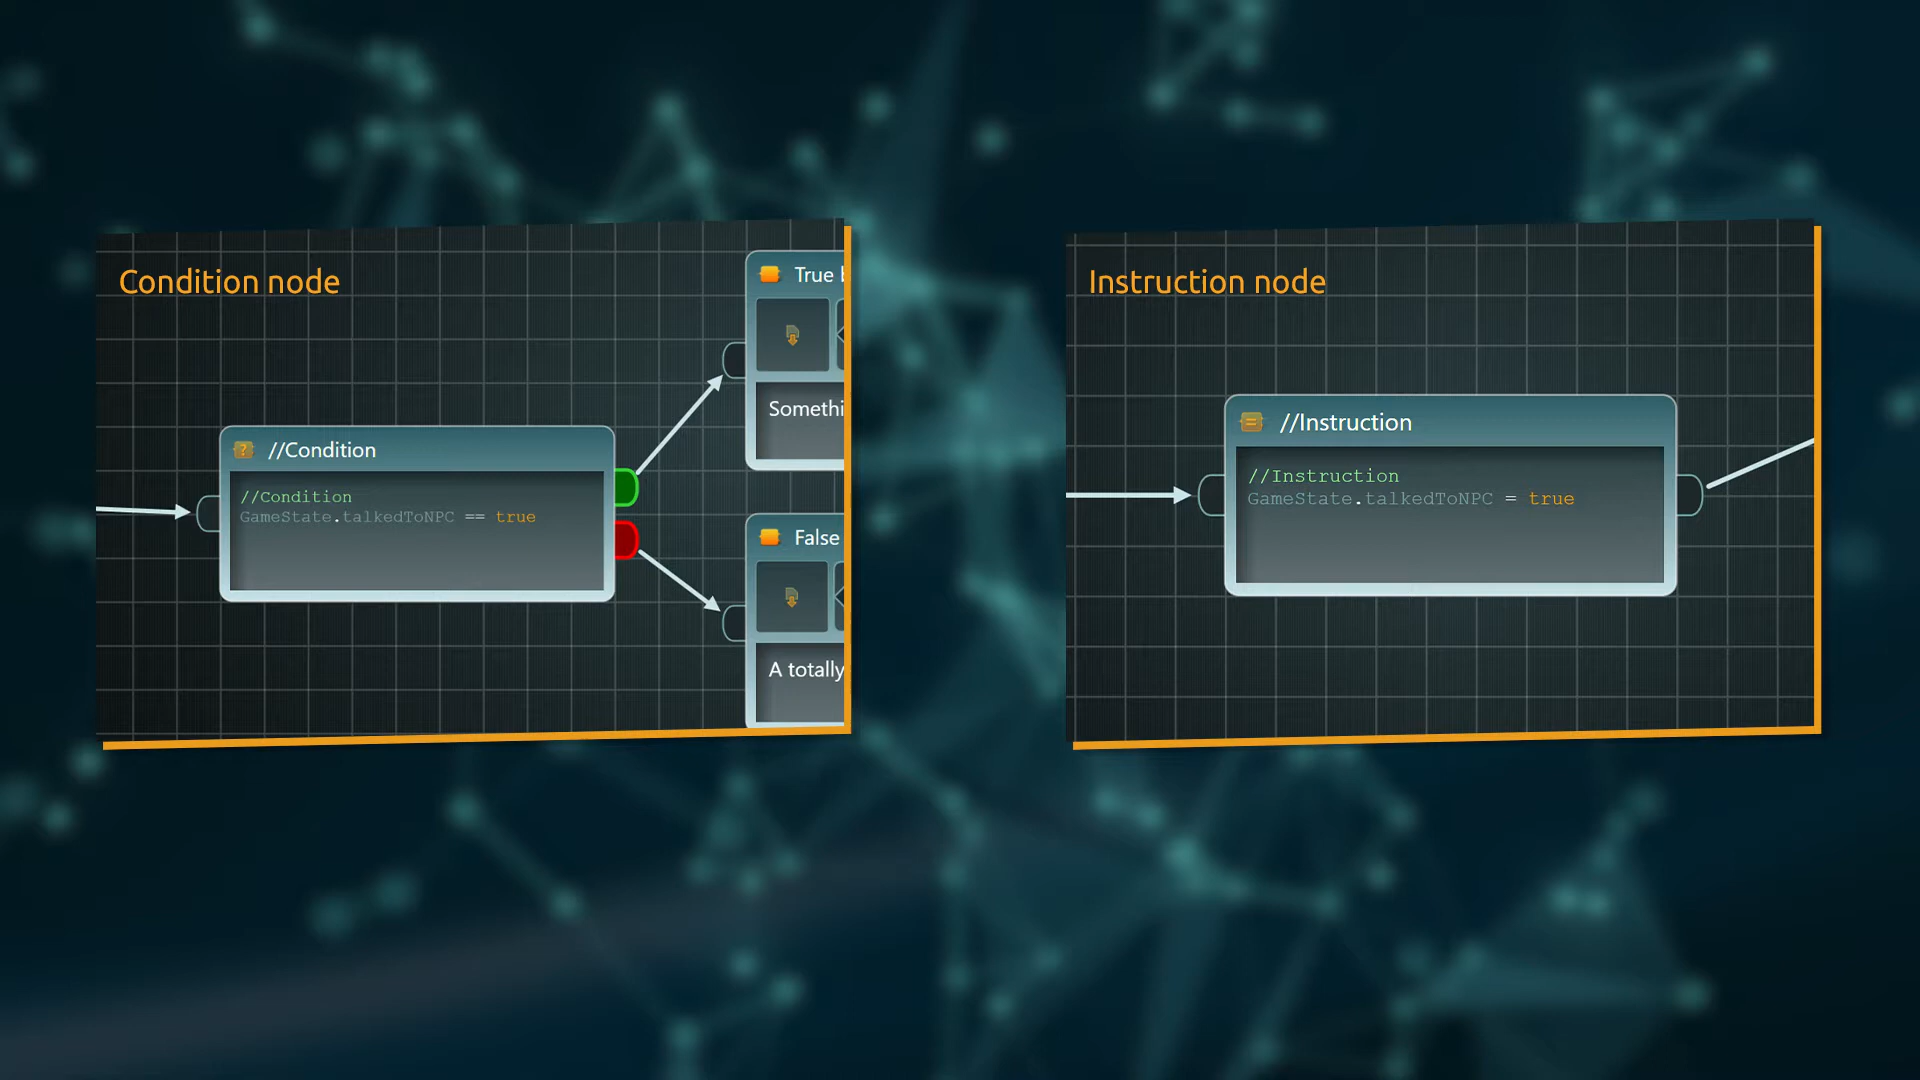 Condition node
True
//Condition
//Condition
GameState.talkedToNPC == true
Somethi
False
A totally
Instruction node
//Instruction
//Instruction
GameState.talkedToNPC = true